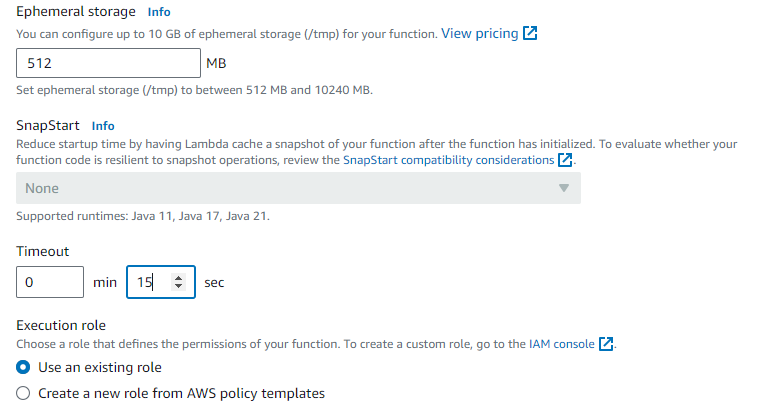 Ephemeral storage Info
You can configure up to 10 GB of ephemeral storage (/tmp) for your function. View pricing
512 MB
Set ephemeral storage (/tmp) to between 512 MB and 10240 MB.
SnapStart Info
Reduce startup time by having Lambda cache a snapshot of your function after the function has initialized. To evaluate whether your
function code is resilient to snapshot operations, review the SnapStart compatibility considerations.
None
Supported runtimes: Java 11, Java 17, Java 21.
Timeout
0 min 15 sec
Execution role
Choose a role that defines the permissions of your function. To create a custom role, go to the IAM console.
Use an existing role
Create a new role from AWS policy templates